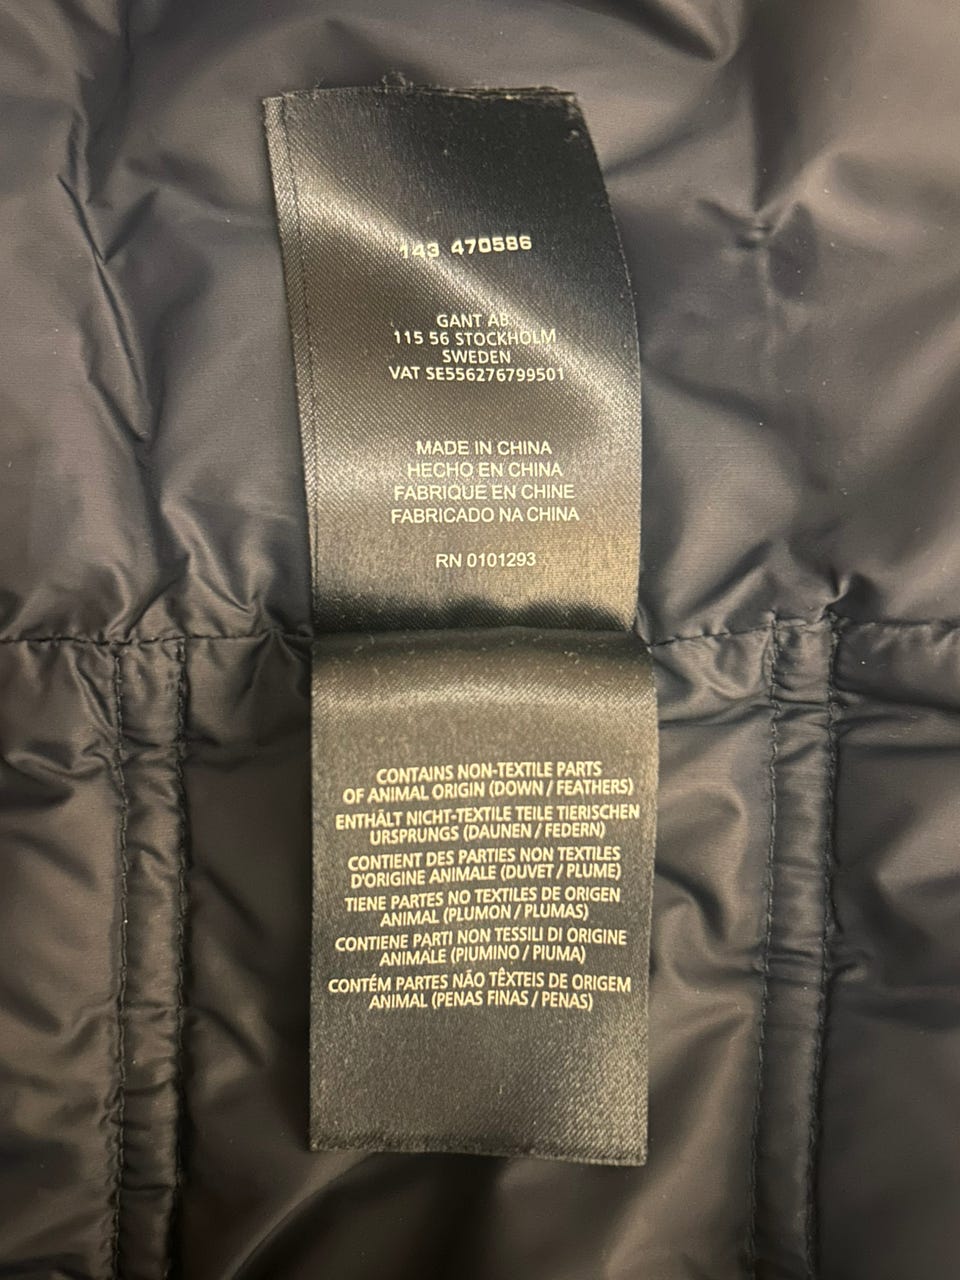 143 470586
GANT AB
115 56 STOCKHOLM
SWEDEN
VAT SE556276799501
MADE IN CHINA
HECHO EN CHINA
FABRIQUE EN CHINE
FABRICADO NA CHINA
RN 0101293
CONTAINS NON-TEXTILE PARTS
OF ANIMAL ORIGIN (DOWN / FEATHERS)
ENTHÄLT NICHT-TEXTILE TEILE TIERISCHEN
URSPRUNGS (DAUNEN / FEDERN)
CONTIENT DES PARTIES NON TEXTILES
D'ORIGINE ANIMALE (DUVET / PLUME)
TIENE PARTES NO TEXTILES DE ORIGEN
ANIMAL (PLUMON / PLUMAS)
CONTIENE PARTI NON TESSILI DI ORIGINE
ANIMALE (PIUMINO / PIUMA)
CONTÉM PARTES NÃO TÊXTEIS DE ORIGEM
ANIMAL (PENAS FINAS / PENAS)